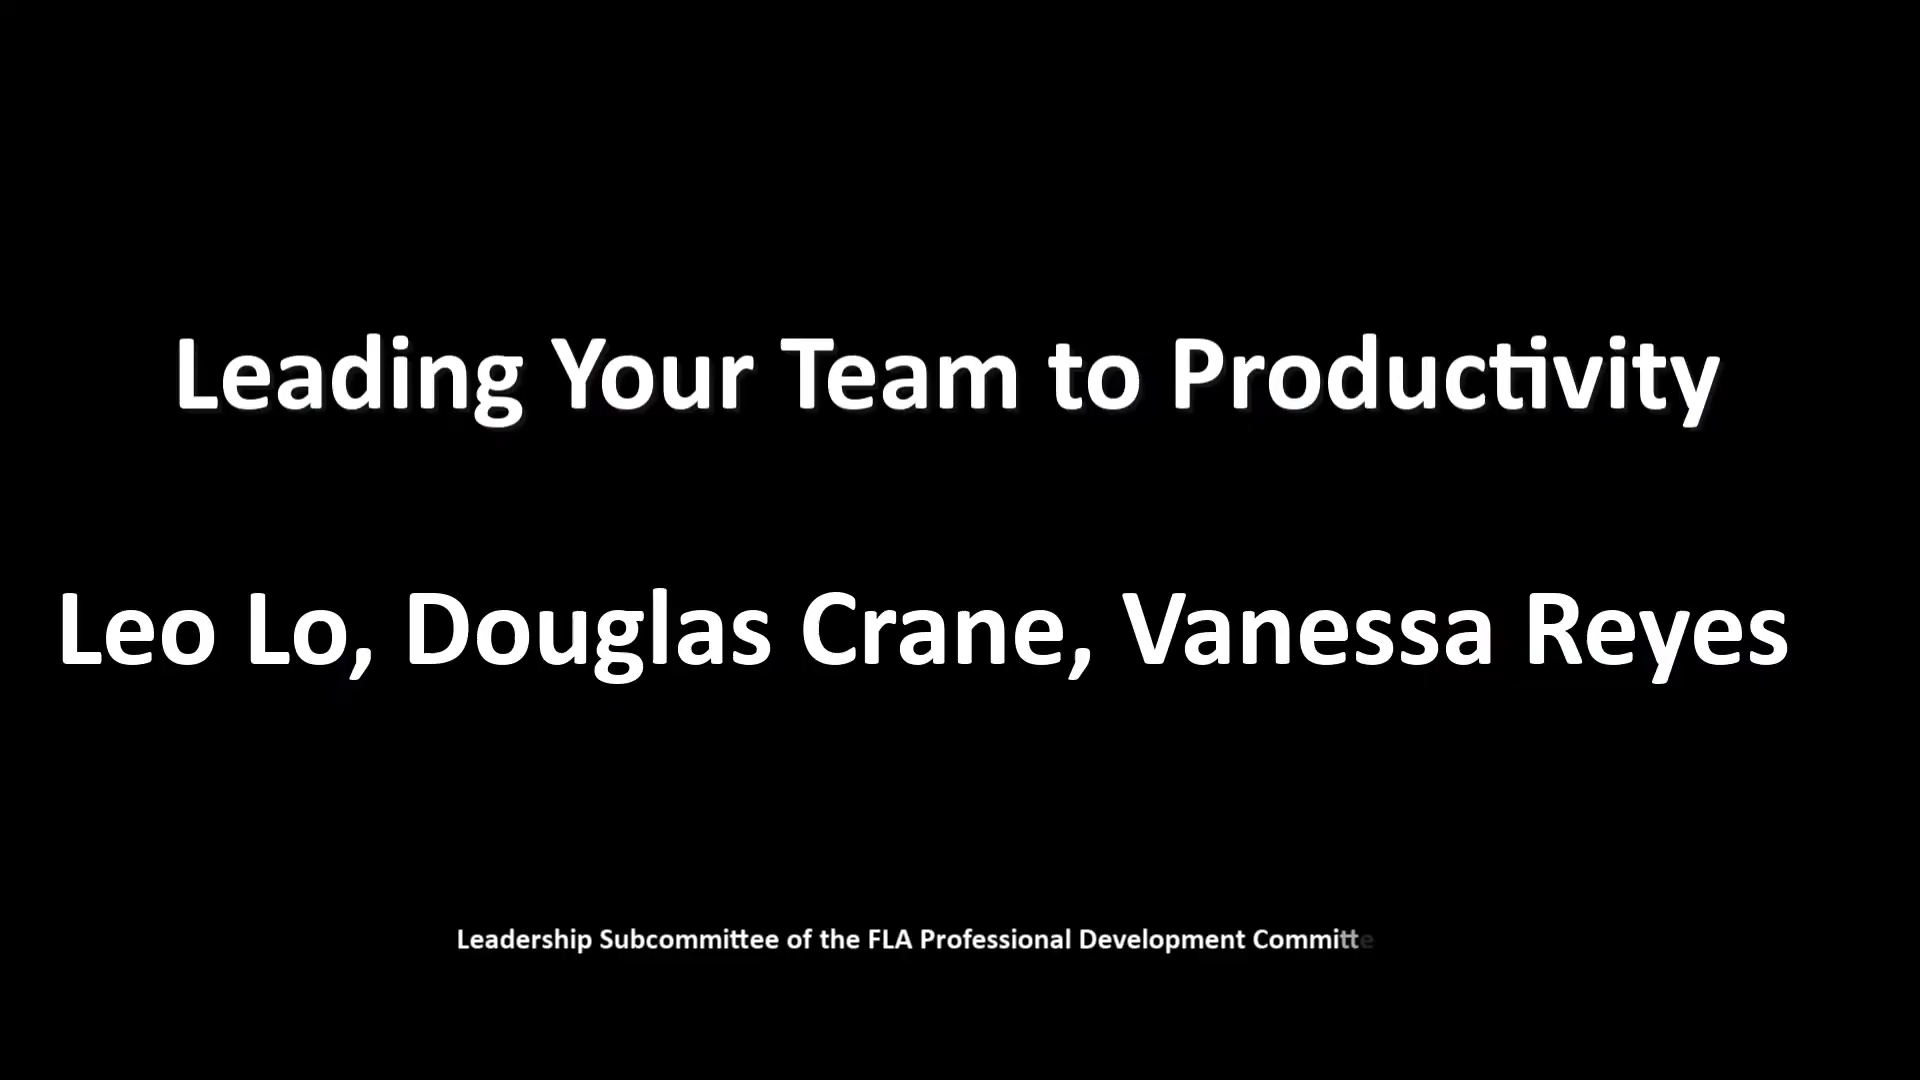 Leading Your Team to Productivity
Leo Lo, Douglas Crane, Vanessa Reyes
Leadership Subcommittee of the FLA Professional Development Committe